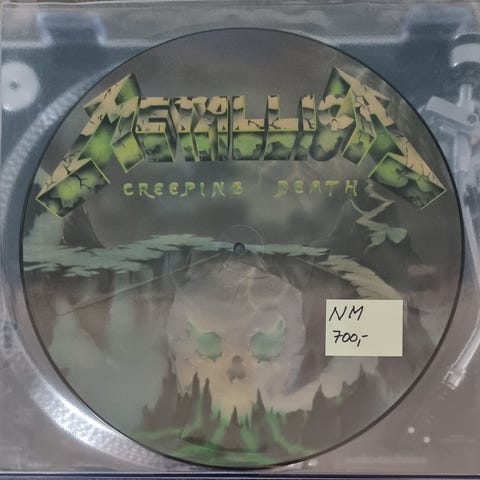 METALLICA
CREEPING DEATH
NM
700,-